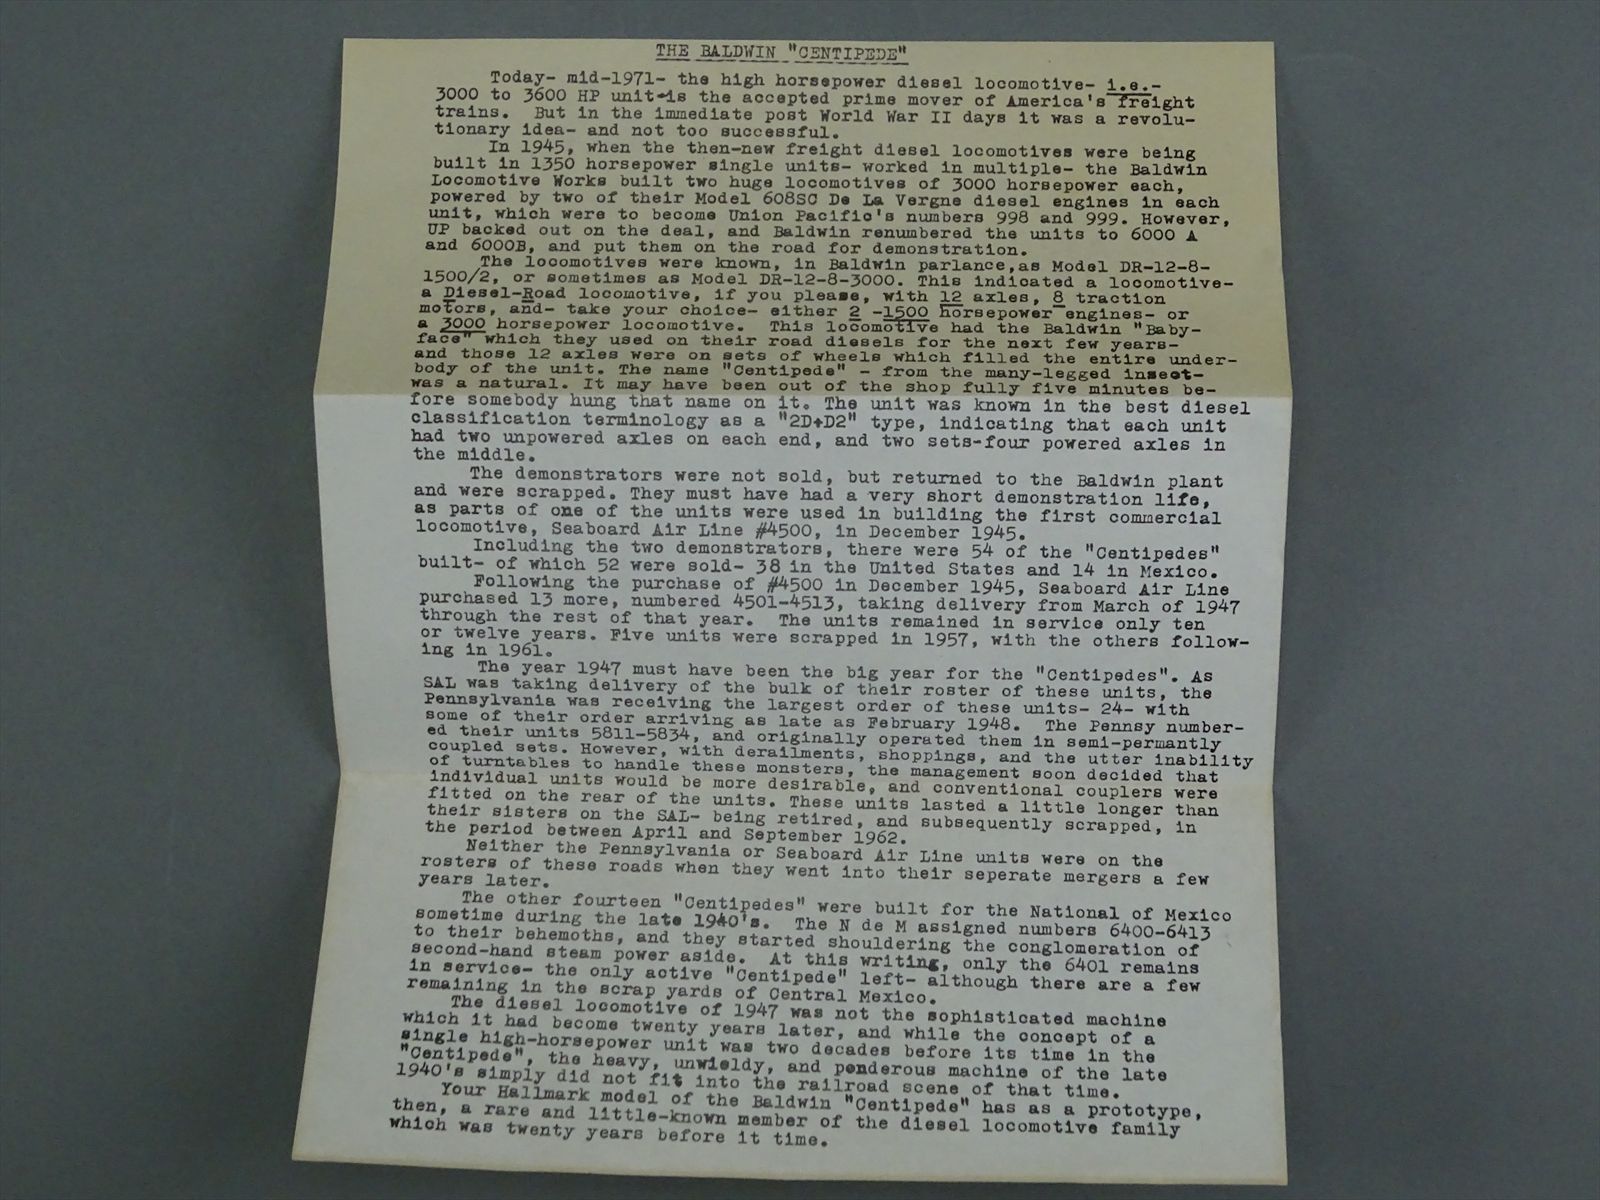 THE BALDWIN "CENTIPEDE"
Today- mid-1971- the high horsepower diesel locomotive- i.e.-
3000 to 3600 HP unit-is the accepted prime mover of America's freight
trains. But in the immediate post World War II days it was a revolu-
tionary idea- and not too successful.
In 1945, when the then-new freight diesel locomotives were being
built in 1350 horsepower single units- worked in multiple- the Baldwin
Locomotive Works built two huge locomotives of 3000 horsepower each,
powered by two of their Model 608SC De La Vergne diesel engines in each
unit, which were to become Union Pacific's numbers 998 and 999. However,
UP backed out on the deal, and Baldwin renumbered the units to 6000 A
and 6000B, and put them on the road for demonstration.
The locomotives were known, in Baldwin parlance,as Model DR-12-8-
1500/2, or sometimes as Model DR-12-8-3000. This indicated a locomotive-
a Diesel-Road locomotive, if you please, with 12 axles, 8 traction
motors, and- take your choice- either 2 -1500 horsepower engines- or
a 3000 horsepower locomotive. This locomotive had the Baldwin "Baby-
face" which they used on their road diesels for the next few years-
and those 12 axles were on sets of wheels which filled the entire under-
body of the unit. The name "Centipede" - from the many-legged insect-
was a natural. It may have been out of the shop fully five minutes be-
fore somebody hung that name on it. The unit was known in the best diesel
classification terminology as a "2D+D2" type, indicating that each unit
had two unpowered axles on each end, and two sets-four powered axles in
the middle.
The demonstrators were not sold, but returned to the Baldwin plant
and were scrapped. They must have had a very short demonstration life,
as parts of one of the units were used in building the first commercial
locomotive, Seaboard Air Line #4500, in December 1945.
Including the two demonstrators, there were 54 of the "Centipedes"
built- of which 52 were sold- 38 in the United States and 14 in Mexico.
Following the purchase of #4500 in December 1945, Seaboard Air Line
purchased 13 more, numbered 4501-4513, taking delivery from March of 1947
through the rest of that year. The units remained in service only ten
or twelve years. Five units were scrapped in 1957, with the others follow-
ing in 1961.
The year 1947 must have been the big year for the "Centipedes". As
SAL was taking delivery of the bulk of their roster of these units, the
Pennsylvania was receiving the largest order of these units- 24- with
some of their order arriving as late as February 1948. The Pennsy number-
ed their units 5811-5834, and originally operated them in semi-permantly
coupled sets. However, with derailments, shoppings, and the utter inability
of turntables to handle these monsters, the management soon decided that
individual units would be more desirable, and conventional couplers were
fitted on the rear of the units. These units lasted a little longer than
their sisters on the SAL- being retired, and subsequently scrapped, in
the period between April and September 1962.
Neither the Pennsylvania or Seaboard Air Line units were on the
rosters of these roads when they went into their seperate mergers a few
years later.
The other fourteen "Centipedes" were built for the National of Mexico
sometime during the late 1940's. The N de M assigned numbers 6400-6413
to their behemoths, and they started shouldering the conglomeration of
second-hand steam power aside. At this writing, only the 6401 remains
in service- the only active "Centipede" left- although there are a few
remaining in the scrap yards of Central Mexico.
The diesel locomotive of 1947 was not the sophisticated machine
which it had become twenty years later, and while the concept of a
single high-horsepower unit was two decades before its time in the
"Centipede", the heavy, unwieldy, and ponderous machine of the late
1940's simply did not fit into the railroad scene of that time.
Your Hallmark model of the Baldwin "Centipede" has as a prototype,
then, a rare and little-known member of the diesel locomotive family
which was twenty years before it time.